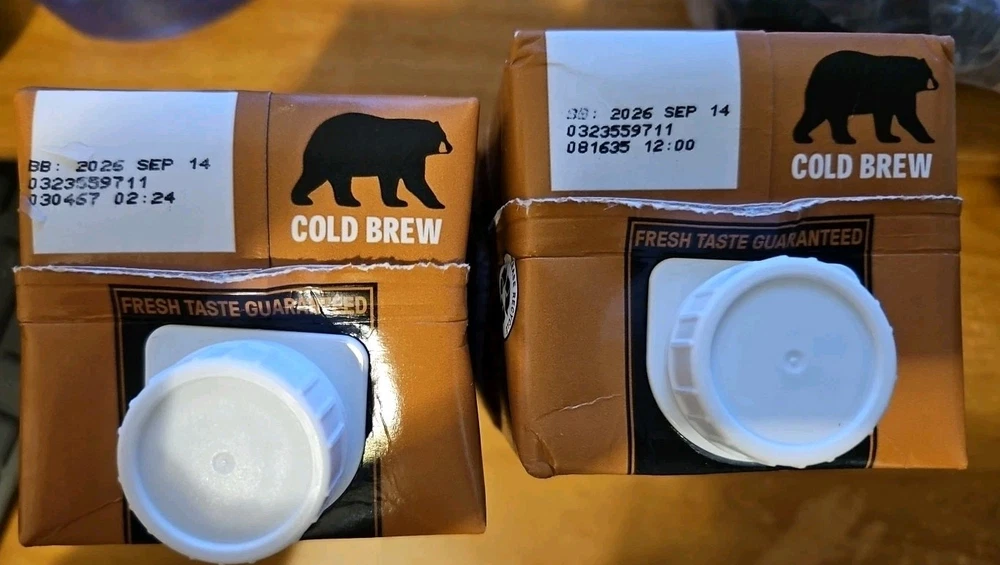 BB: 2026 SEP 14
0323559711
030467 02:24
COLD BREW
FRESH TASTE GUARANTEED
BB: 2026 SEP 14
0323559711
081635 12:00
COLD BREW
FRESH TASTE GUARANTEED